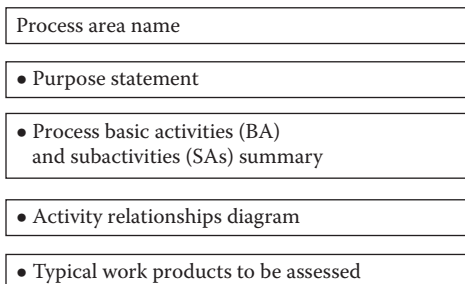 Process area name
• Purpose statement
• Process basic activities (BA)
and subactivities (SAs) summary
• Activity relationships diagram
• Typical work products to be assessed